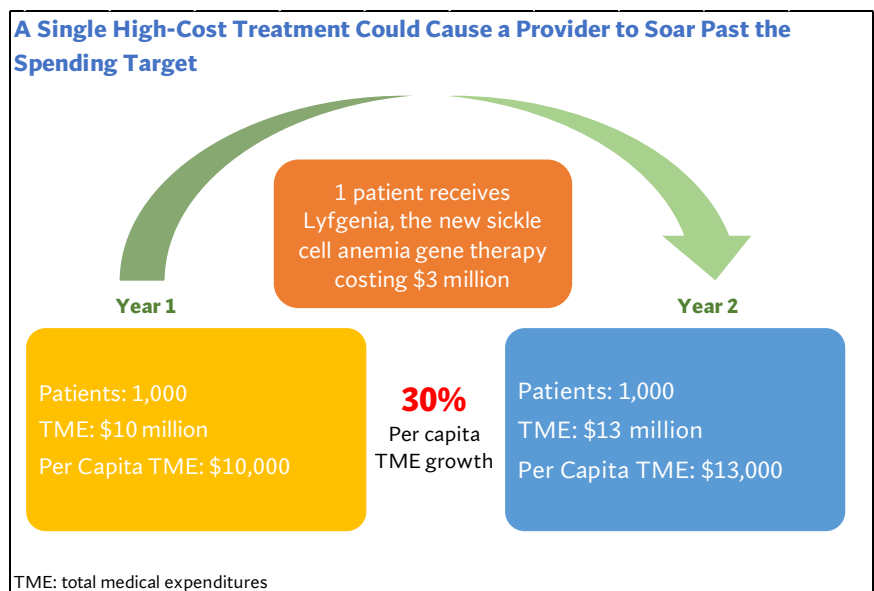 A Single High-Cost Treatment Could Cause a Provider to Soar Past the
Spending Target
1 patient receives
Lyfgenia, the new sickle
cell anemia gene therapy
costing $3 million
Year 1
Year 2
Patients: 1,000
TME: $10 million
Per Capita TME: $10,000
30%
Per capita
TME growth
Patients: 1,000
TME: $13 million
Per Capita TME: $13,000
TME: total medical expenditures